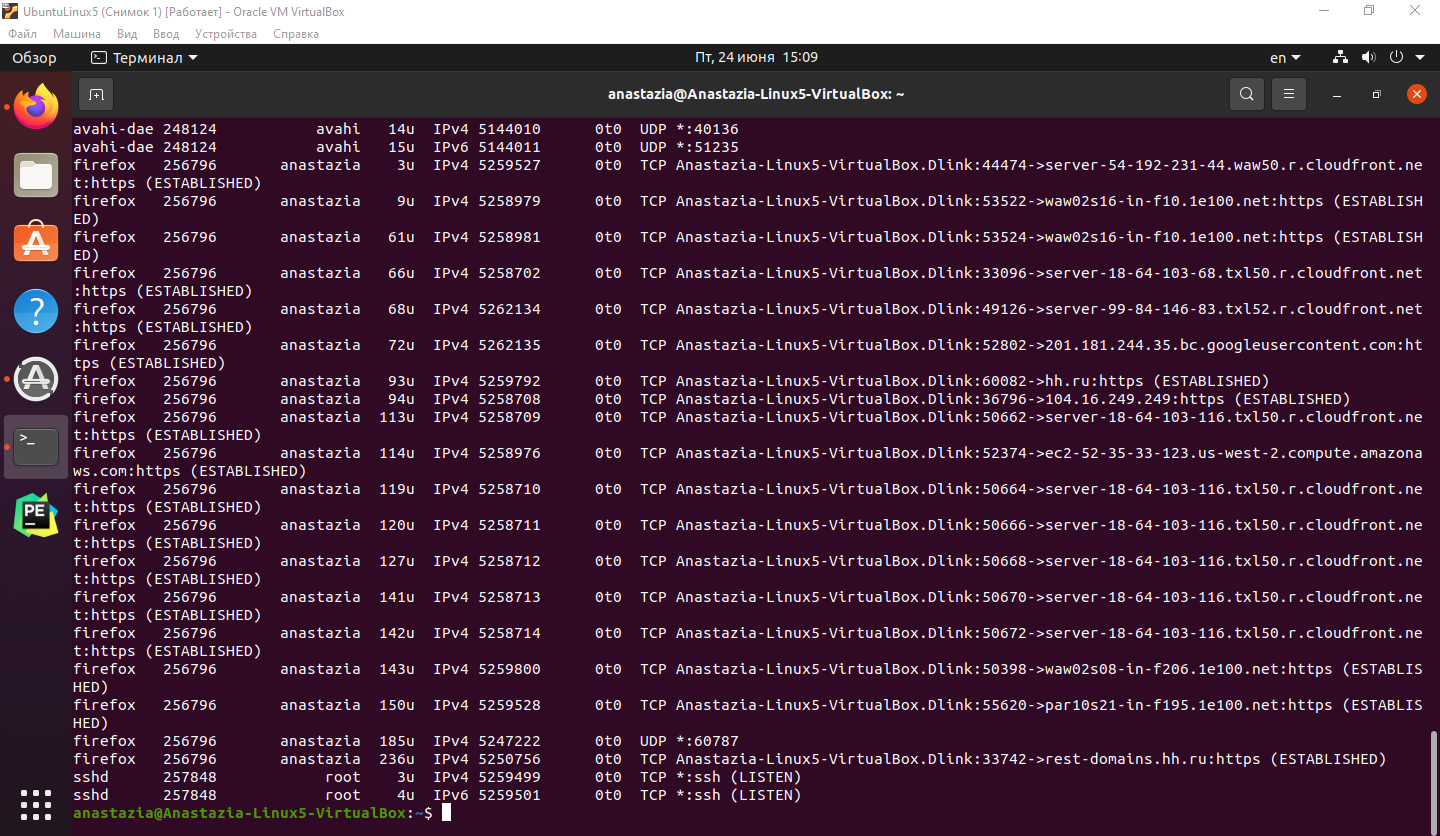 UbuntuLinux5 (Снимок 1) [Работает] - Oracle VM VirtualBox
Файл Машина Вид Ввод Устройства Справка
Обзор Терминал Пт, 24 июня 15:09 en
anastazia@Anastazia-Linux5-VirtualBox: ~
avahi-dae 248124 avahi 14u IPv4 5144010 0t0 UDP *:40136
avahi-dae 248124 avahi 15u IPv6 5144011 0t0 UDP *:51235
firefox 256796 anastazia 3u IPv4 5259527 0t0 TCP Anastazia-Linux5-VirtualBox.Dlink:44474->server-54-192-231-44.waw50.r.cloudfront.ne
t:https (ESTABLISHED)
firefox 256796 anastazia 9u IPv4 5258979 0t0 TCP Anastazia-Linux5-VirtualBox.Dlink:53522->waw02s16-in-f10.1e100.net:https (ESTABLISH
ED)
firefox 256796 anastazia 61u IPv4 5258981 0t0 TCP Anastazia-Linux5-VirtualBox.Dlink:53524->waw02s16-in-f10.1e100.net:https (ESTABLISH
ED)
firefox 256796 anastazia 66u IPv4 5258702 0t0 TCP Anastazia-Linux5-VirtualBox.Dlink:33096->server-18-64-103-68.txl50.r.cloudfront.net
:https (ESTABLISHED)
firefox 256796 anastazia 68u IPv4 5262134 0t0 TCP Anastazia-Linux5-VirtualBox.Dlink:49126->server-99-84-146-83.txl52.r.cloudfront.net
:https (ESTABLISHED)
firefox 256796 anastazia 72u IPv4 5262135 0t0 TCP Anastazia-Linux5-VirtualBox.Dlink:52802->201.181.244.35.bc.googleusercontent.com:ht
tps (ESTABLISHED)
firefox 256796 anastazia 93u IPv4 5259792 0t0 TCP Anastazia-Linux5-VirtualBox.Dlink:60082->hh.ru:https (ESTABLISHED)
firefox 256796 anastazia 94u IPv4 5258708 0t0 TCP Anastazia-Linux5-VirtualBox.Dlink:36796->104.16.249.249:https (ESTABLISHED)
firefox 256796 anastazia 113u IPv4 5258709 0t0 TCP Anastazia-Linux5-VirtualBox.Dlink:50662->server-18-64-103-116.txl50.r.cloudfront.ne
t:https (ESTABLISHED)
firefox 256796 anastazia 114u IPv4 5258976 0t0 TCP Anastazia-Linux5-VirtualBox.Dlink:52374->ec2-52-35-33-123.us-west-2.compute.amazona
ws.com:https (ESTABLISHED)
firefox 256796 anastazia 119u IPv4 5258710 0t0 TCP Anastazia-Linux5-VirtualBox.Dlink:50664->server-18-64-103-116.txl50.r.cloudfront.ne
t:https (ESTABLISHED)
firefox 256796 anastazia 120u IPv4 5258711 0t0 TCP Anastazia-Linux5-VirtualBox.Dlink:50666->server-18-64-103-116.txl50.r.cloudfront.ne
t:https (ESTABLISHED)
firefox 256796 anastazia 127u IPv4 5258712 0t0 TCP Anastazia-Linux5-VirtualBox.Dlink:50668->server-18-64-103-116.txl50.r.cloudfront.ne
t:https (ESTABLISHED)
firefox 256796 anastazia 141u IPv4 5258713 0t0 TCP Anastazia-Linux5-VirtualBox.Dlink:50670->server-18-64-103-116.txl50.r.cloudfront.ne
t:https (ESTABLISHED)
firefox 256796 anastazia 142u IPv4 5258714 0t0 TCP Anastazia-Linux5-VirtualBox.Dlink:50672->server-18-64-103-116.txl50.r.cloudfront.ne
t:https (ESTABLISHED)
firefox 256796 anastazia 143u IPv4 5259800 0t0 TCP Anastazia-Linux5-VirtualBox.Dlink:50398->waw02s08-in-f206.1e100.net:https (ESTABLIS
HED)
firefox 256796 anastazia 150u IPv4 5259528 0t0 TCP Anastazia-Linux5-VirtualBox.Dlink:55620->par10s21-in-f195.1e100.net:https (ESTABLIS
HED)
firefox 256796 anastazia 185u IPv4 5247222 0t0 UDP *:60787
firefox 256796 anastazia 236u IPv4 5250756 0t0 TCP Anastazia-Linux5-VirtualBox.Dlink:33742->rest-domains.hh.ru:https (ESTABLISHED)
sshd 257848 root 3u IPv4 5259499 0t0 TCP *:ssh (LISTEN)
sshd 257848 root 4u IPv6 5259501 0t0 TCP *:ssh (LISTEN)
anastazia@Anastazia-Linux5-VirtualBox:~$
PE